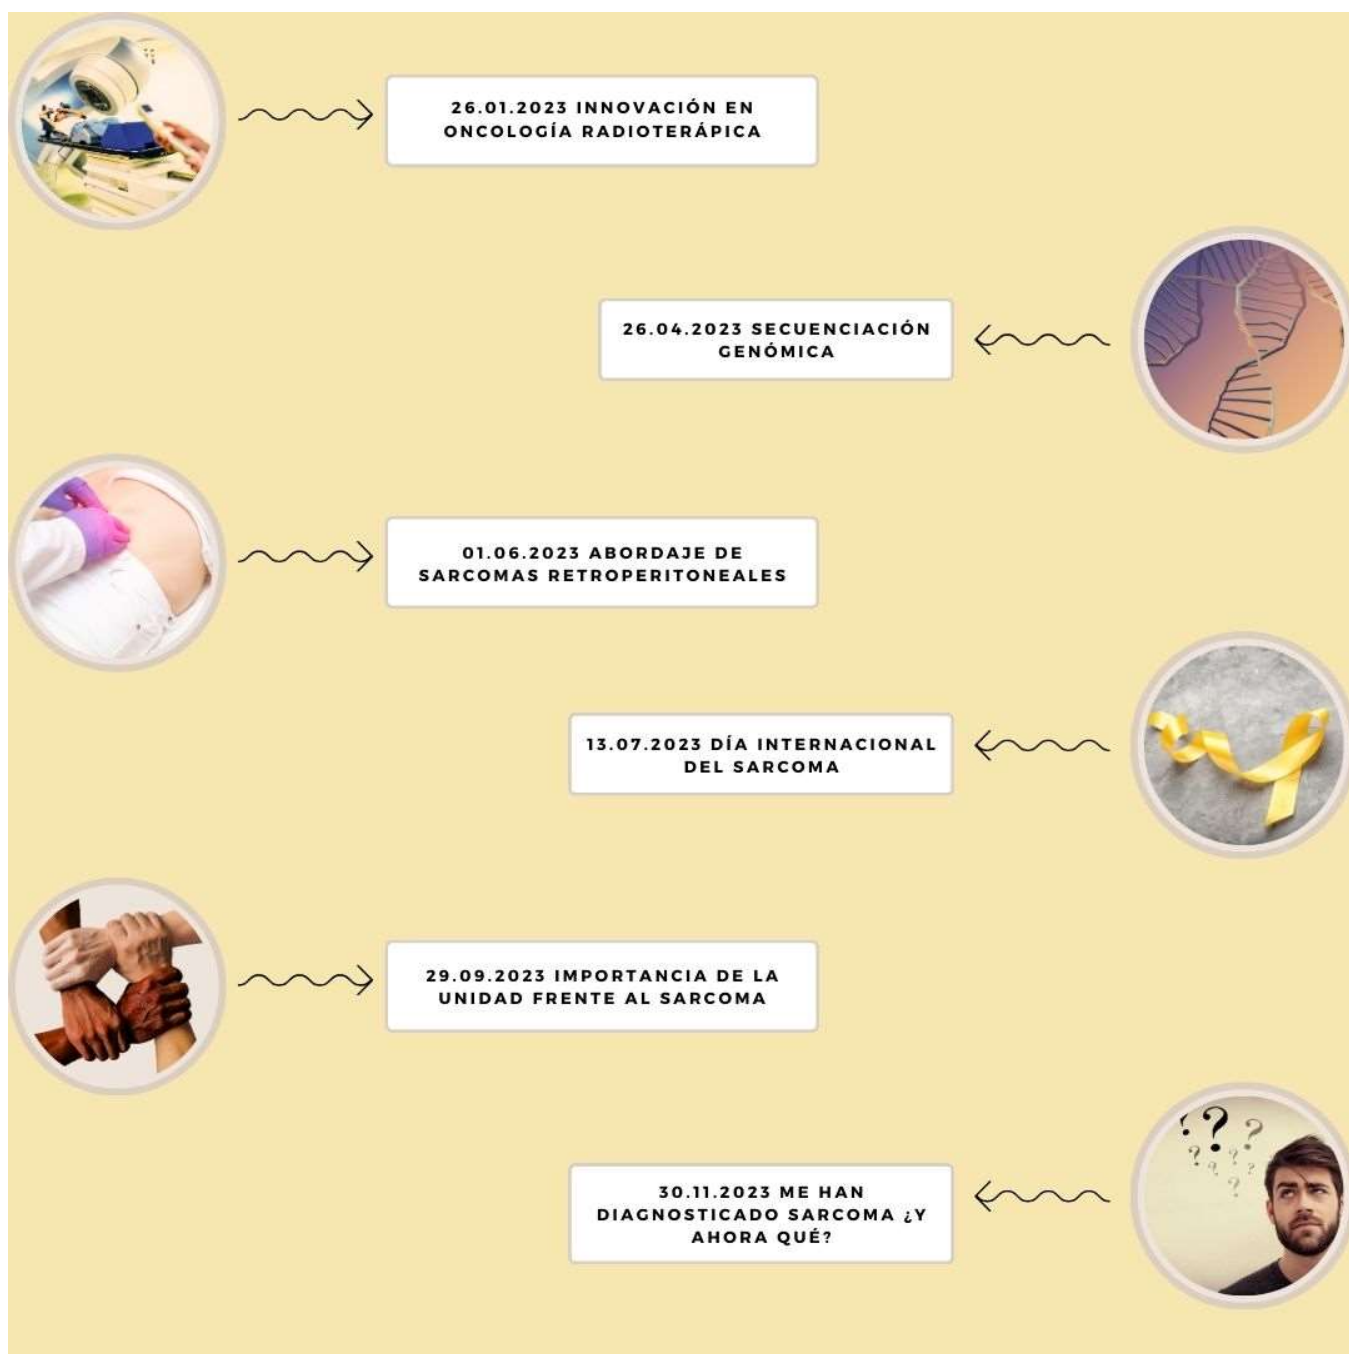 26.01.2023 INNOVACIÓN EN
ONCOLOGÍA RADIOTERÁPICA
26.04.2023 SECUENCIACIÓN
GENÓMICA
01.06.2023 ABORDAJE DE
SARCOMAS RETROPERITONEALES
13.07.2023 DÍA INTERNACIONAL
DEL SARCOMA
29.09.2023 IMPORTANCIA DE LA
UNIDAD FRENTE AL SARCOMA
30.11.2023 ME HAN
DIAGNOSTICADO SARCOMA ¿Y
AHORA QUÉ?